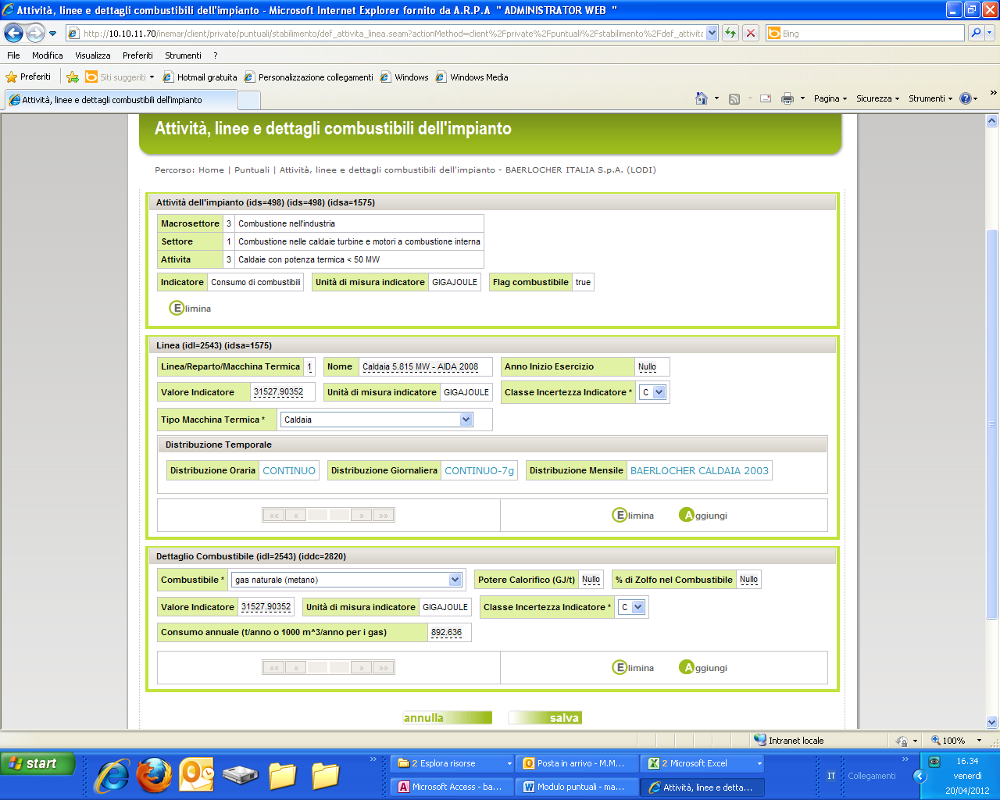 Attività, linee e dettagli combustibili dell'impianto - Microsoft Internet Explorer fornito da A.R.P.A " ADMINISTRATOR WEB "
http://10.10.11.70/inemar/client/private/puntuali/stabilimento/def_attivita_linea.seam?actionMethod=client%2Fprivate%2Fpuntuali%2Fstabilimento%2Fdef_attivita Bing
File Modifica Visualizza Preferiti Strumenti ?
Preferiti Siti suggeriti Hotmail gratuita Personalizzazione collegamenti Windows Windows Media
Attività, linee e dettagli combustibili dell'impianto Pagina Sicurezza Strumenti
Attività, linee e dettagli combustibili dell'impianto
Percorso: Home | Puntuali | Attività, linee e dettagli combustibili dell'impianto - BAERLOCHER ITALIA S.p.A. (LODI)
Attività dell'impianto (ids=498) (ids=498) (idsa=1575)
Macrosettore 3 Combustione nell'industria
Settore 1 Combustione nelle caldaie turbine e motori a combustione interna
Attivita 3 Caldaie con potenza termica < 50 MW
Indicatore Consumo di combustibili Unità di misura indicatore GIGAJOULE Flag combustibile true
Elimina
Linea (idl=2543) (idsa=1575)
Linea/Reparto/Macchina Termica 1 Nome Caldaia 5.815 MW - AIDA 2008 Anno Inizio Esercizio Nullo
Valore Indicatore 31527.90352 Unità di misura indicatore GIGAJOULE Classe Incertezza Indicatore * C
Tipo Macchina Termica * Caldaia
Distribuzione Temporale
Distribuzione Oraria CONTINUO Distribuzione Giornaliera CONTINUO-7g Distribuzione Mensile BAERLOCHER CALDAIA 2003
«« « » »» Elimina Aggiungi
Dettaglio Combustibile (idl=2543) (iddc=2820)
Combustibile * gas naturale (metano) Potere Calorifico (GJ/t) Nullo % di Zolfo nel Combustibile Nullo
Valore Indicatore 31527.90352 Unità di misura indicatore GIGAJOULE Classe Incertezza Indicatore * C
Consumo annuale (t/anno o 1000 m^3/anno per i gas) 892.636
«« « » »» Elimina Aggiungi
annulla salva
Intranet locale 100%
start 2 Esplora risorse Posta in arrivo - M.M... 2 Microsoft Excel 16.34
IT Collegamenti venerdì
Microsoft Access - ba... Modulo puntuali - ma... Attività, linee e detta... 20/04/2012